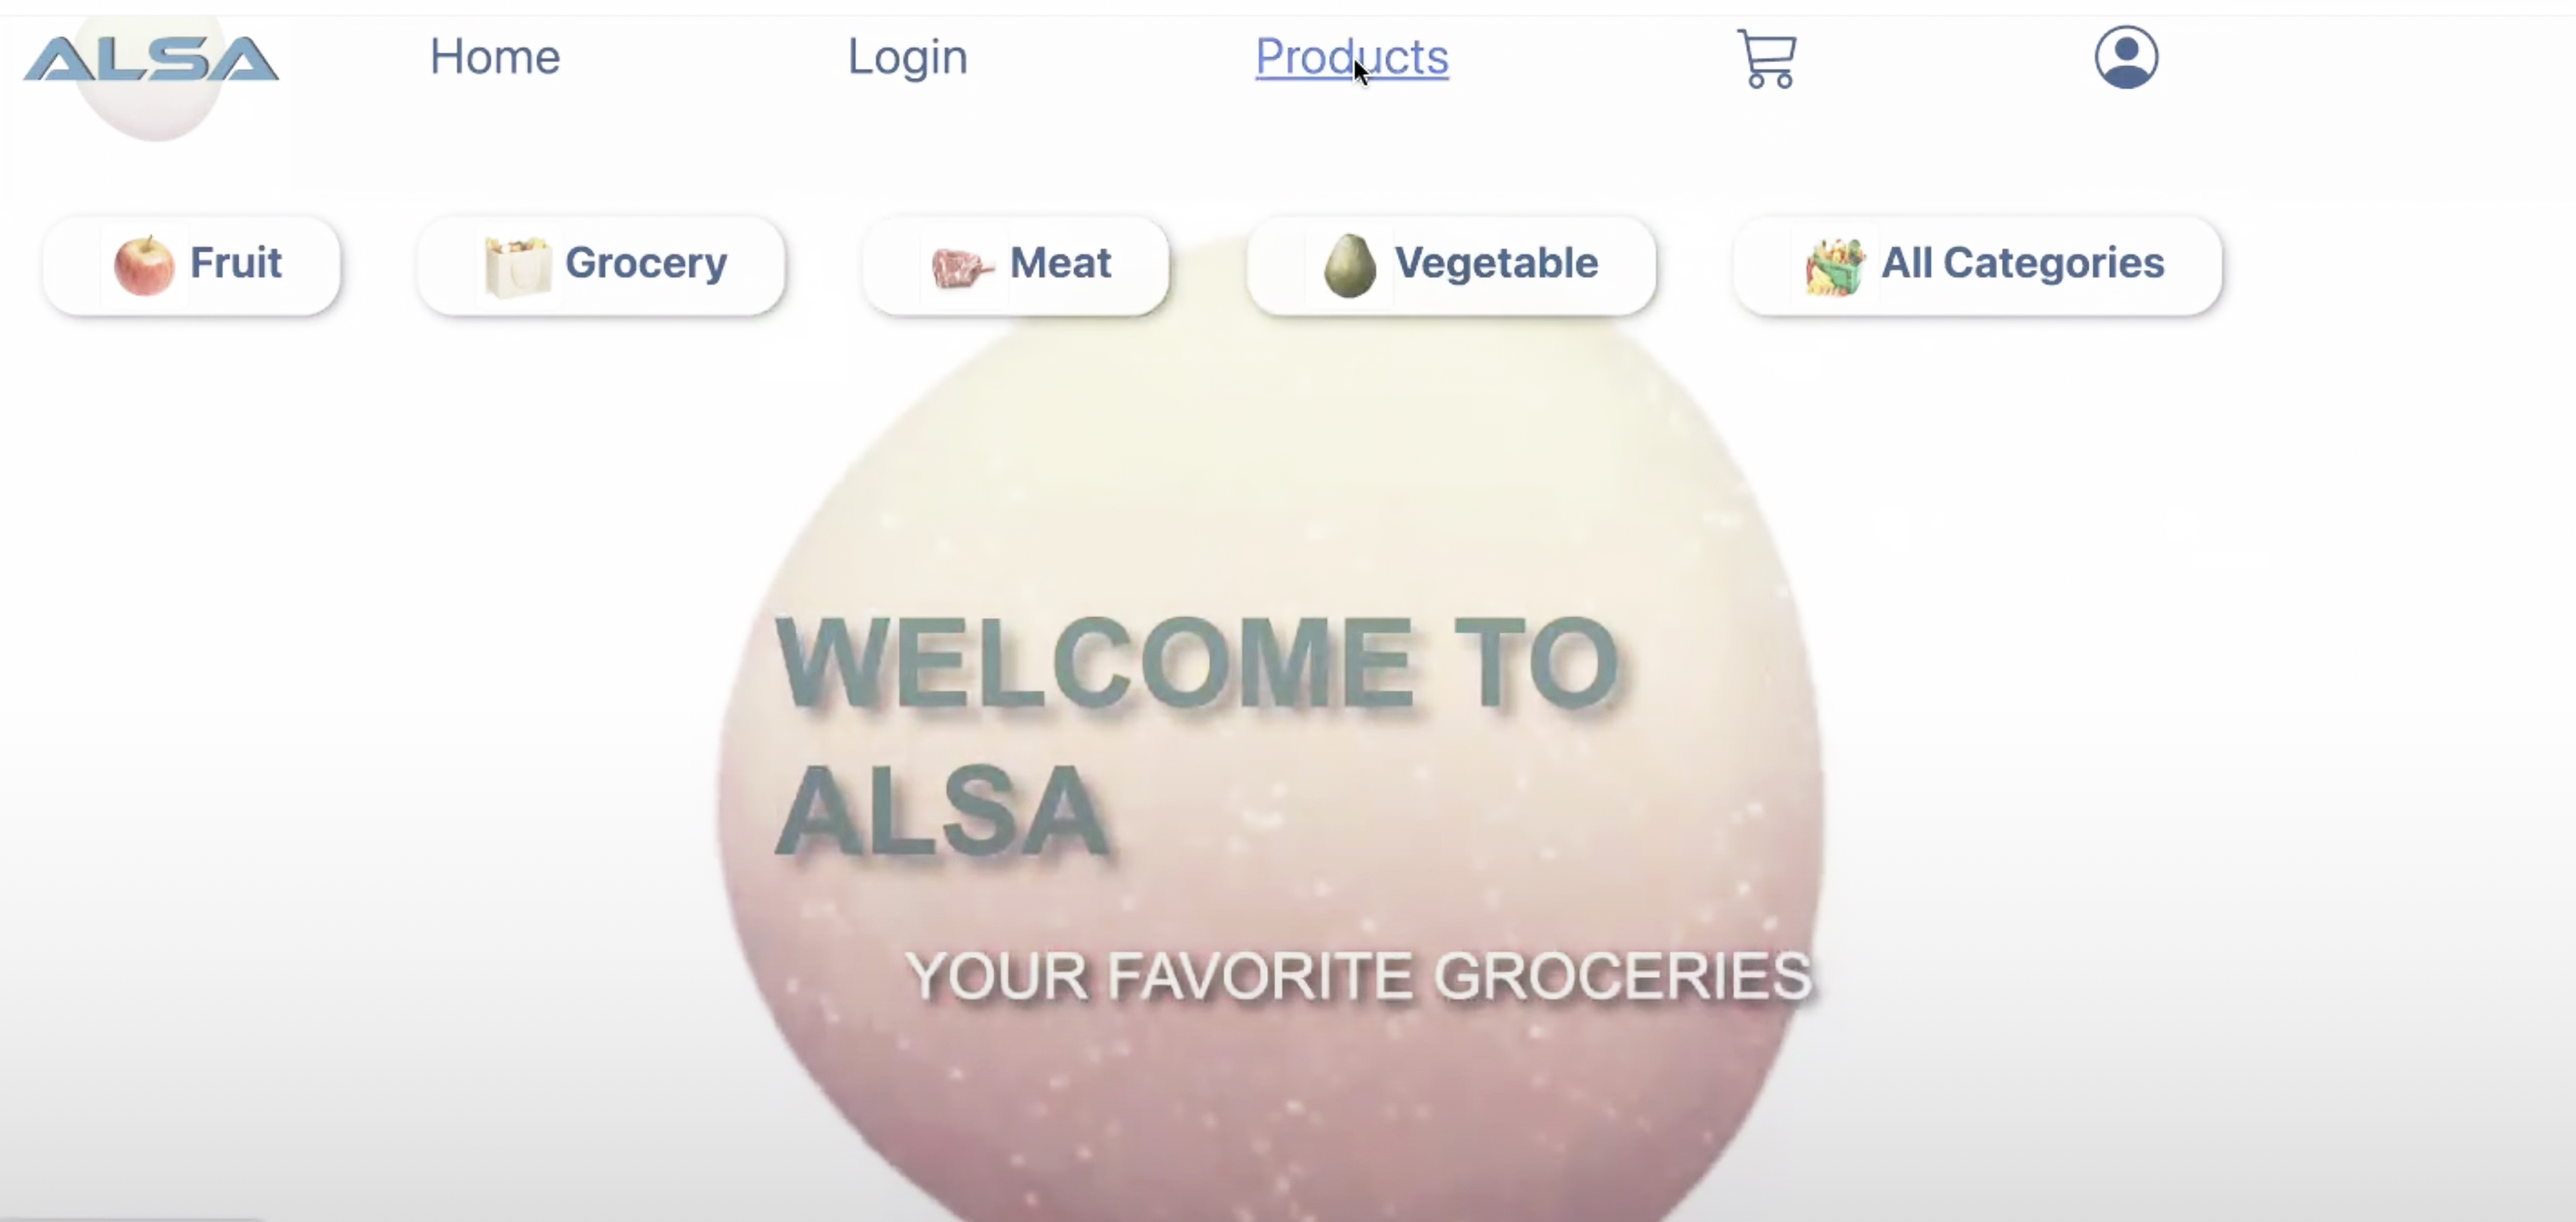 ALSA Home Login Products
Fruit Grocery Meat Vegetable All Categories
WELCOME TO
ALSA
YOUR FAVORITE GROCERIES